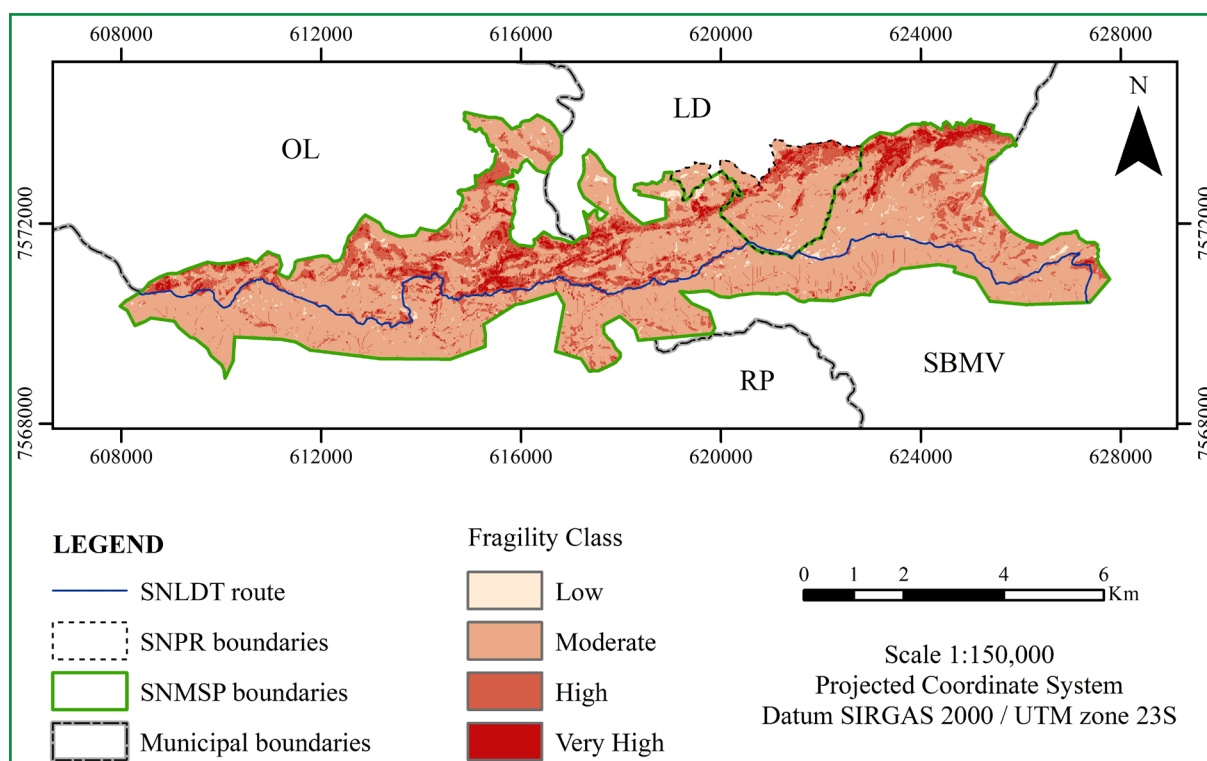 608000 612000 616000 620000 624000 628000
N
LD
OL
7572000 7572000
RP
SBMV
7568000 7568000
608000 612000 616000 620000 624000 628000
LEGEND
SNLDT route
SNPR boundaries
SNMSP boundaries
Municipal boundaries
Fragility Class
Low
Moderate
High
Very High
0 1 2 4 6
Km
Scale 1:150,000
Projected Coordinate System
Datum SIRGAS 2000 / UTM zone 23S